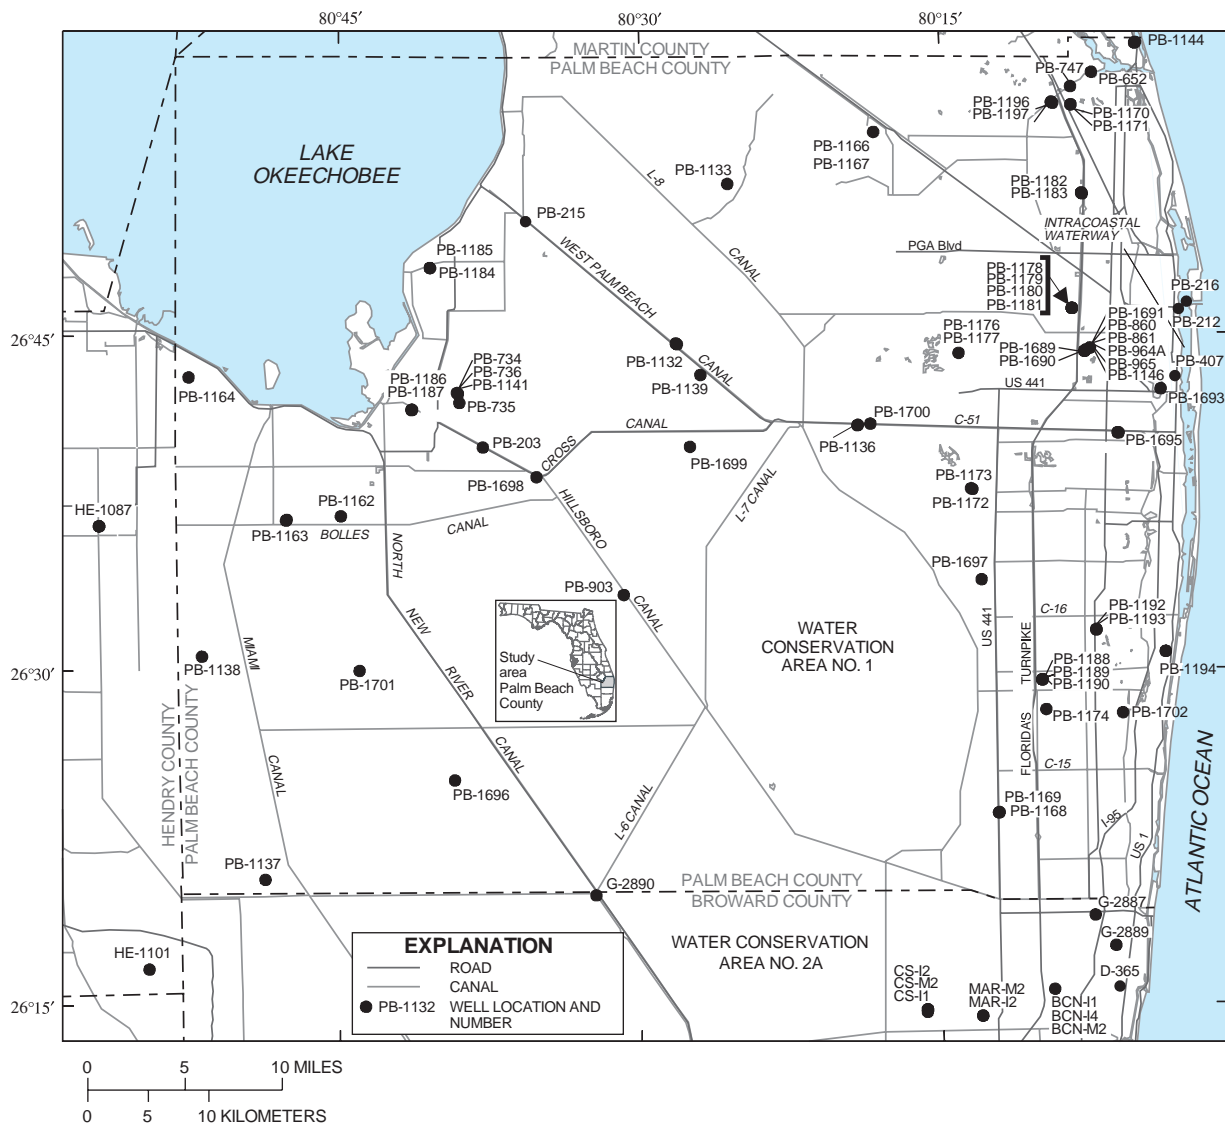 80°45′
80°30′
80°15′
MARTIN COUNTY
PALM BEACH COUNTY
PB-1144
PB-747
PB-652
PB-1196
PB-1197
PB-1170
PB-1171
LAKE
OKEECHOBEE
PB-1166
PB-1167
PB-1133
L-8
CANAL
PB-1182
PB-1183
INTRACOASTAL
WATERWAY
PGA Blvd
PB-215
WEST PALM BEACH
CANAL
PB-1185
PB-1184
PB-1178
PB-1179
PB-1180
PB-1181
PB-216
PB-212
26°45′
PB-1176
PB-1177
PB-1689
PB-1690
PB-1691
PB-860
PB-861
PB-964A
PB-965
PB-1146
PB-407
PB-1693
US 441
PB-1132
PB-1139
PB-734
PB-736
PB-1141
PB-735
PB-1186
PB-1187
PB-1164
PB-203
PB-1698
CROSS
CANAL
PB-1699
PB-1136
PB-1700
C-51
PB-1695
L-7 CANAL
PB-1173
PB-1172
HE-1087
PB-1163
PB-1162
BOLLES
CANAL
HILLSBORO
CANAL
NORTH
NEW
RIVER
CANAL
PB-903
PB-1697
WATER
CONSERVATION
AREA NO. 1
US 441
C-16
PB-1192
PB-1193
FLORIDA'S
TURNPIKE
MIAMI
CANAL
26°30′
PB-1138
PB-1701
Study
area
Palm Beach
County
PB-1188
PB-1189
PB-1190
PB-1194
PB-1174
PB-1702
C-15
HENDRY COUNTY
PALM BEACH COUNTY
PB-1696
L-6 CANAL
PB-1169
PB-1168
I-95
US 1
ATLANTIC OCEAN
PB-1137
G-2890
PALM BEACH COUNTY
BROWARD COUNTY
G-2887
G-2889
HE-1101
WATER CONSERVATION
AREA NO. 2A
CS-I2
CS-M2
CS-I1
MAR-M2
MAR-I2
D-365
BCN-I1
BCN-I4
BCN-M2
26°15′
EXPLANATION
ROAD
CANAL
PB-1132 WELL LOCATION AND
NUMBER
0 5 10 MILES
0 5 10 KILOMETERS